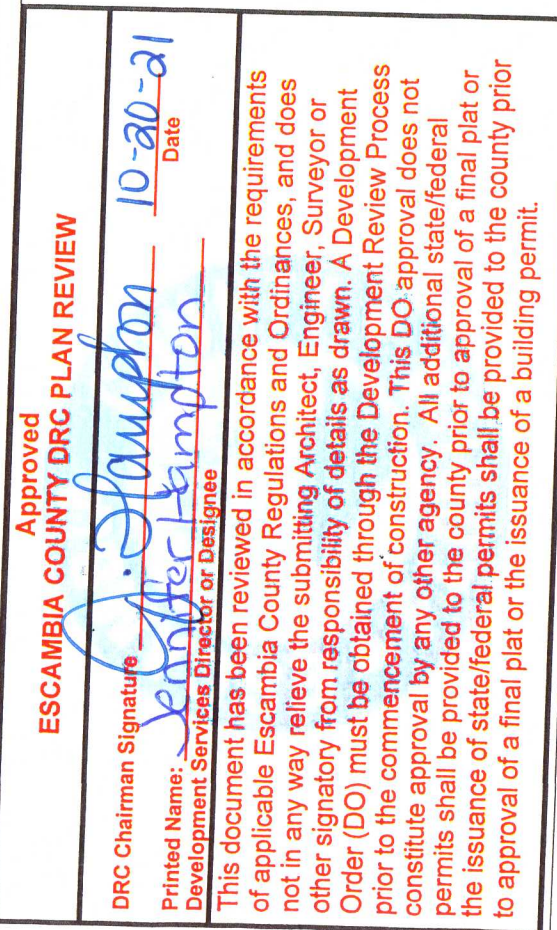 Approved
ESCAMBIA COUNTY DRC PLAN REVIEW
DRC Chairman Signature J. Hampton 10-20-21
Date
Printed Name: Jennifer Hampton
Development Services Director or Designee
This document has been reviewed in accordance with the requirements
of applicable Escambia County Regulations and Ordinances, and does
not in any way relieve the submitting Architect, Engineer, Surveyor or
other signatory from responsibility of details as drawn. A Development
Order (DO) must be obtained through the Development Review Process
prior to the commencement of construction. This DO approval does not
constitute approval by any other agency. All additional state/federal
permits shall be provided to the county prior to approval of a final plat or
the issuance of state/federal permits shall be provided to the county prior
to approval of a final plat or the issuance of a building permit.